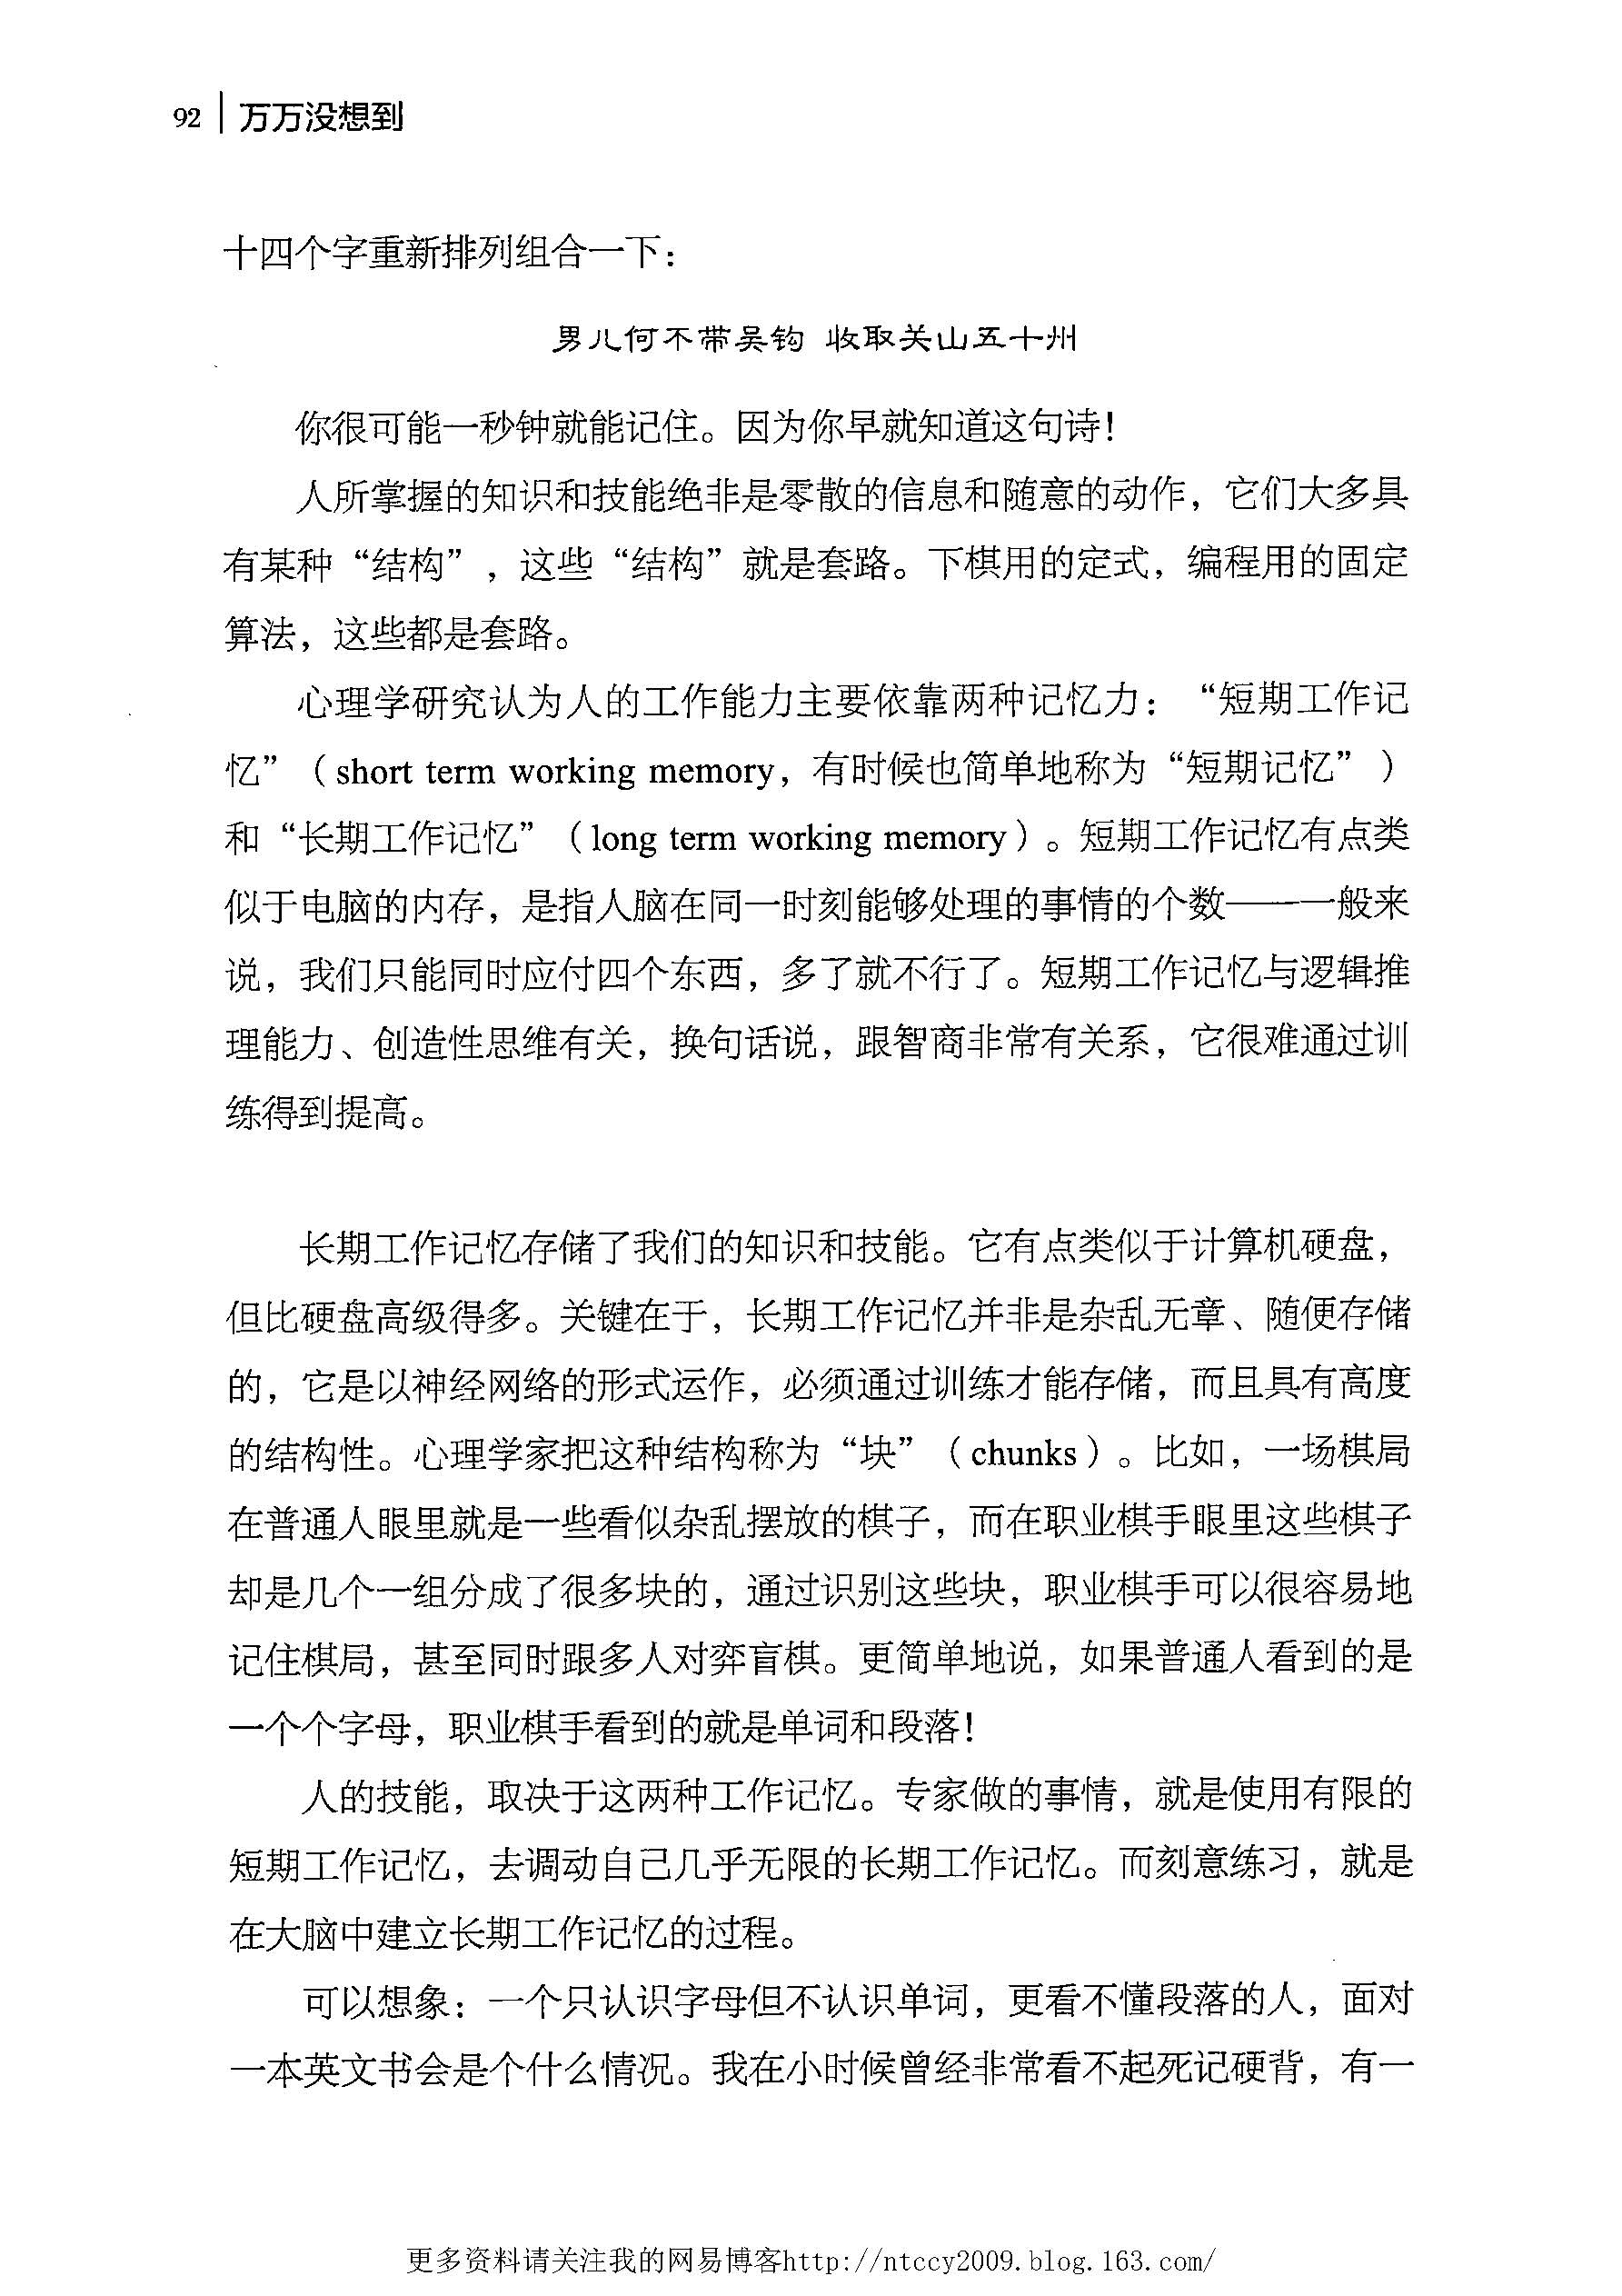 92 万万没想到
十四个字重新排列组合一下：
男儿何不带吴钩 收取关山五十州
你很可能一秒钟就能记住。因为你早就知道这句诗！
人所掌握的知识和技能绝非是零散的信息和随意的动作，它们大多具
有某种“结构”，这些“结构”就是套路。下棋用的定式，编程用的固定
算法，这些都是套路。
心理学研究认为人的工作能力主要依靠两种记忆力：“短期工作记
忆”（short term working memory，有时候也简单地称为“短期记忆”）
和“长期工作记忆”（long term working memory）。短期工作记忆有点类
似于电脑的内存，是指人脑在同一时刻能够处理的事情的个数——一般来
说，我们只能同时应付四个东西，多了就不行了。短期工作记忆与逻辑推
理能力、创造性思维有关，换句话说，跟智商非常有关系，它很难通过训
练得到提高。
长期工作记忆存储了我们的知识和技能。它有点类似于计算机硬盘，
但比硬盘高级得多。关键在于，长期工作记忆并非是杂乱无章、随便存储
的，它是以神经网络的形式运作，必须通过训练才能存储，而且具有高度
的结构性。心理学家把这种结构称为“块”（chunks）。比如，一场棋局
在普通人眼里就是一些看似杂乱摆放的棋子，而在职业棋手眼里这些棋子
却是几个一组分成了很多块的，通过识别这些块，职业棋手可以很容易地
记住棋局，甚至同时跟多人对弈盲棋。更简单地说，如果普通人看到的是
一个个字母，职业棋手看到的就是单词和段落！
人的技能，取决于这两种工作记忆。专家做的事情，就是使用有限的
短期工作记忆，去调动自己几乎无限的长期工作记忆。而刻意练习，就是
在大脑中建立长期工作记忆的过程。
可以想象：一个只认识字母但不认识单词，更看不懂段落的人，面对
一本英文书会是个什么情况。我在小时候曾经非常看不起死记硬背，有一
更多资料请关注我的网易博客http://ntccy2009.blog.163.com/